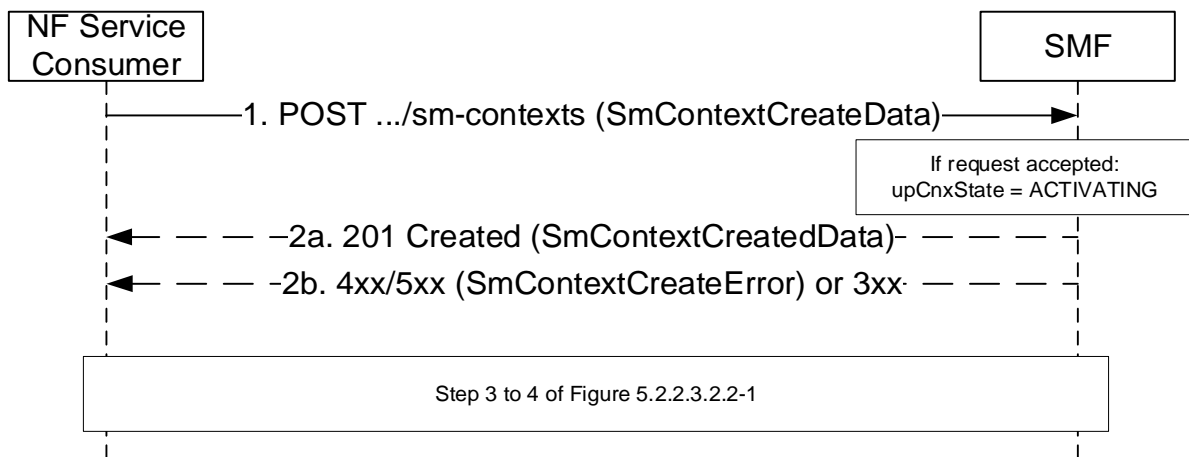 NF Service
Consumer
SMF
1. POST .../sm-contexts (SmContextCreateData)
If request accepted:
upCnxState = ACTIVATING
2a. 201 Created (SmContextCreatedData)
2b. 4xx/5xx (SmContextCreateError) or 3xx
Step 3 to 4 of Figure 5.2.2.3.2.2-1